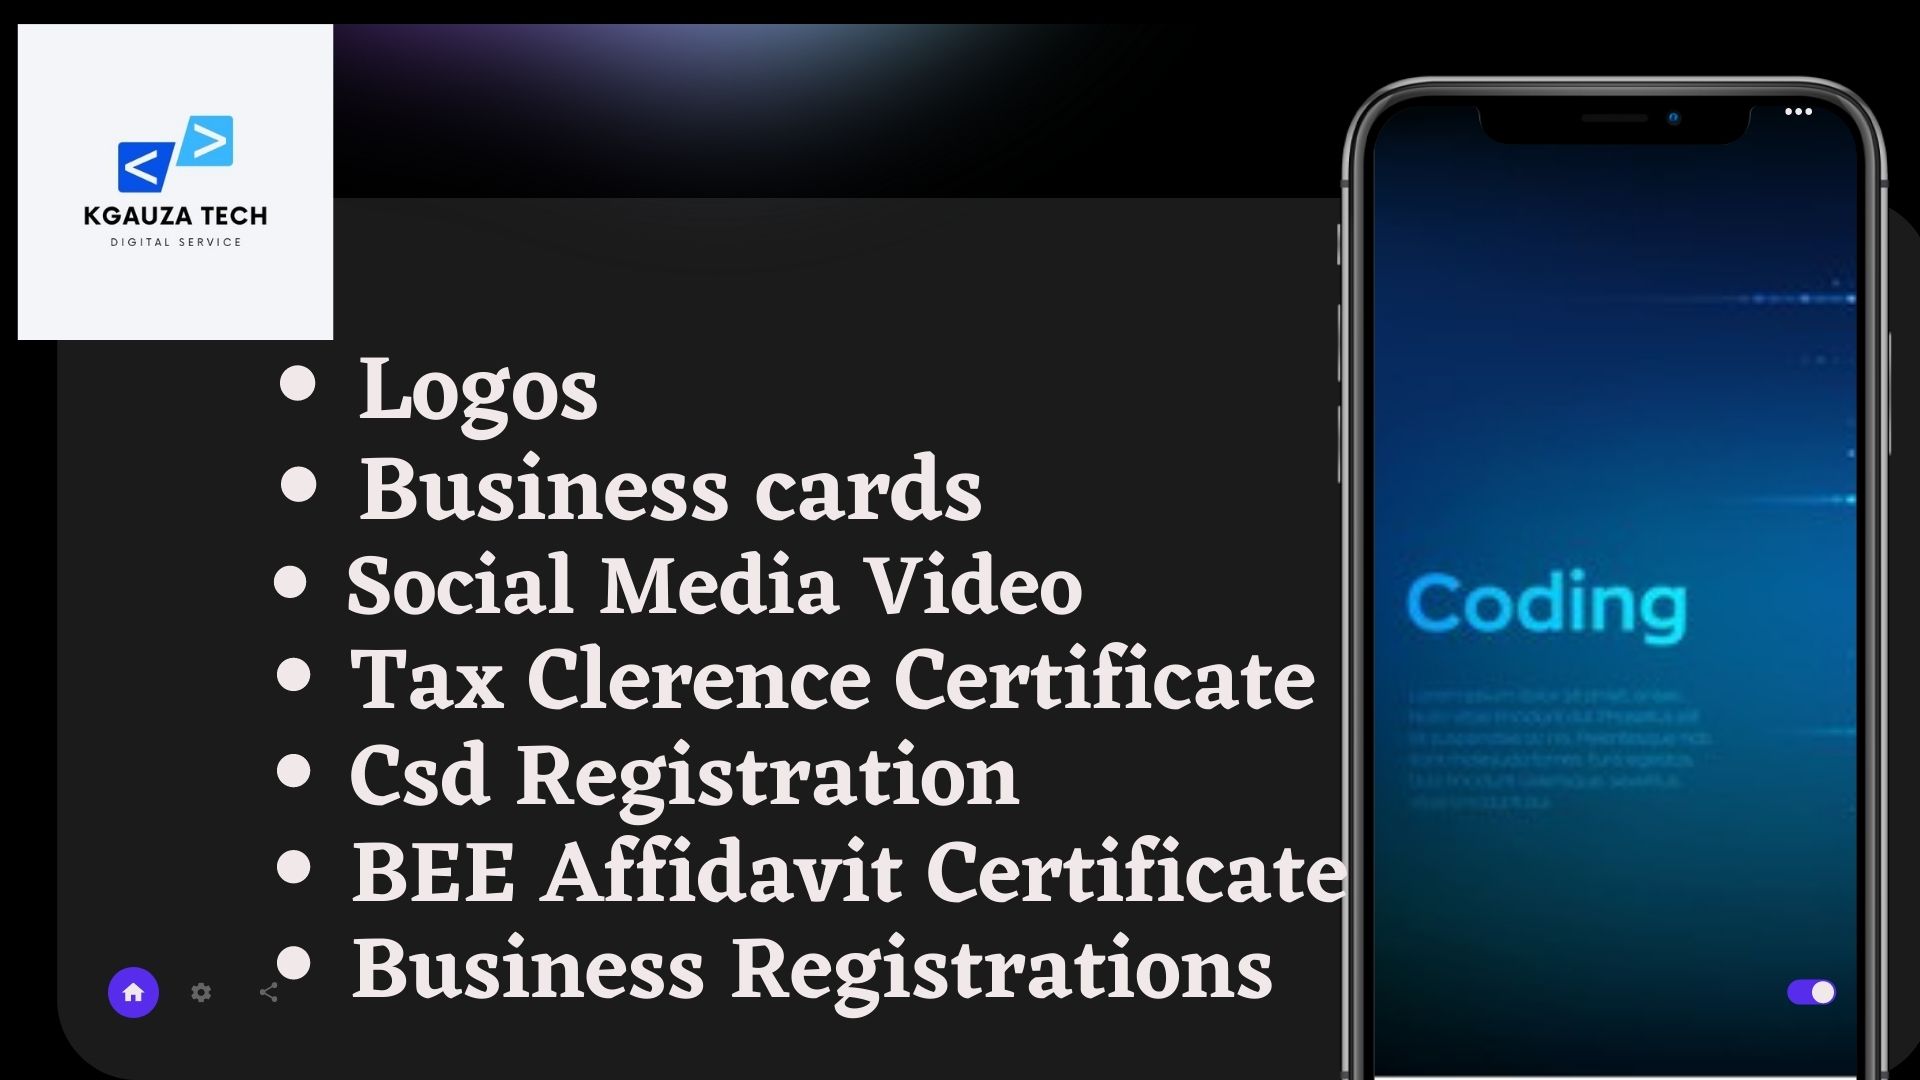 KGAUZA TECH
DIGITAL SERVICE
Logos
Business cards
Social Media Video
Tax Clerence Certificate
Csd Registration
BEE Affidavit Certificate
Business Registrations
Coding